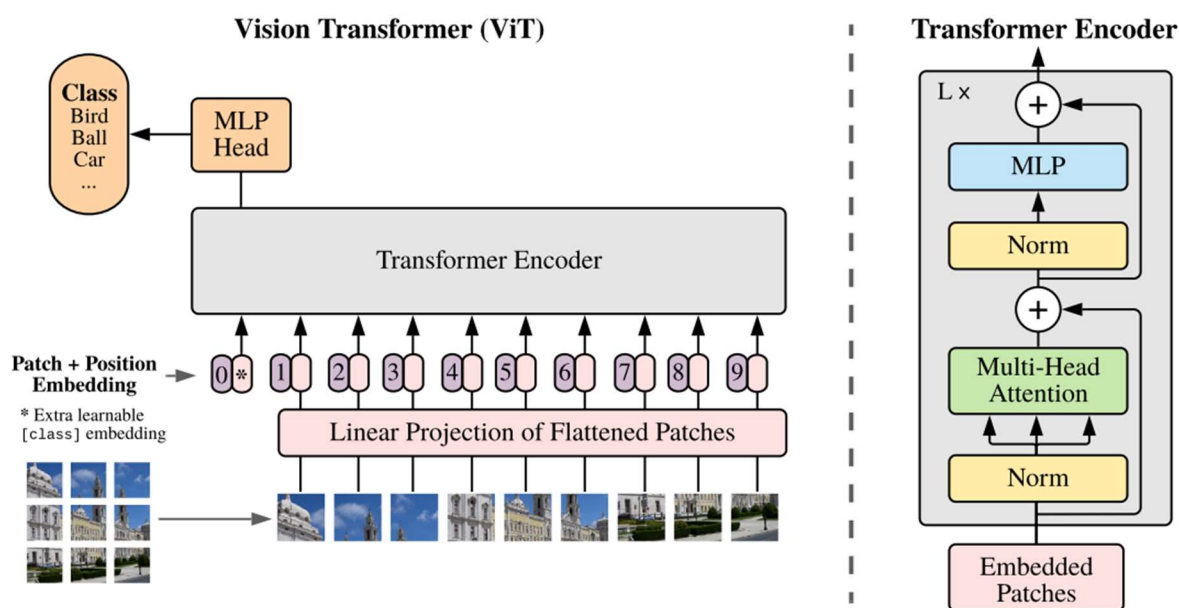 Vision Transformer (ViT)
Class
Bird
Ball
Car
...
MLP
Head
Transformer Encoder
Patch + Position
Embedding
0 * 1 2 3 4 5 6 7 8 9
* Extra learnable
[class] embedding
Linear Projection of Flattened Patches
Transformer Encoder
L ×
+
MLP
Norm
+
Multi-Head
Attention
Norm
Embedded
Patches